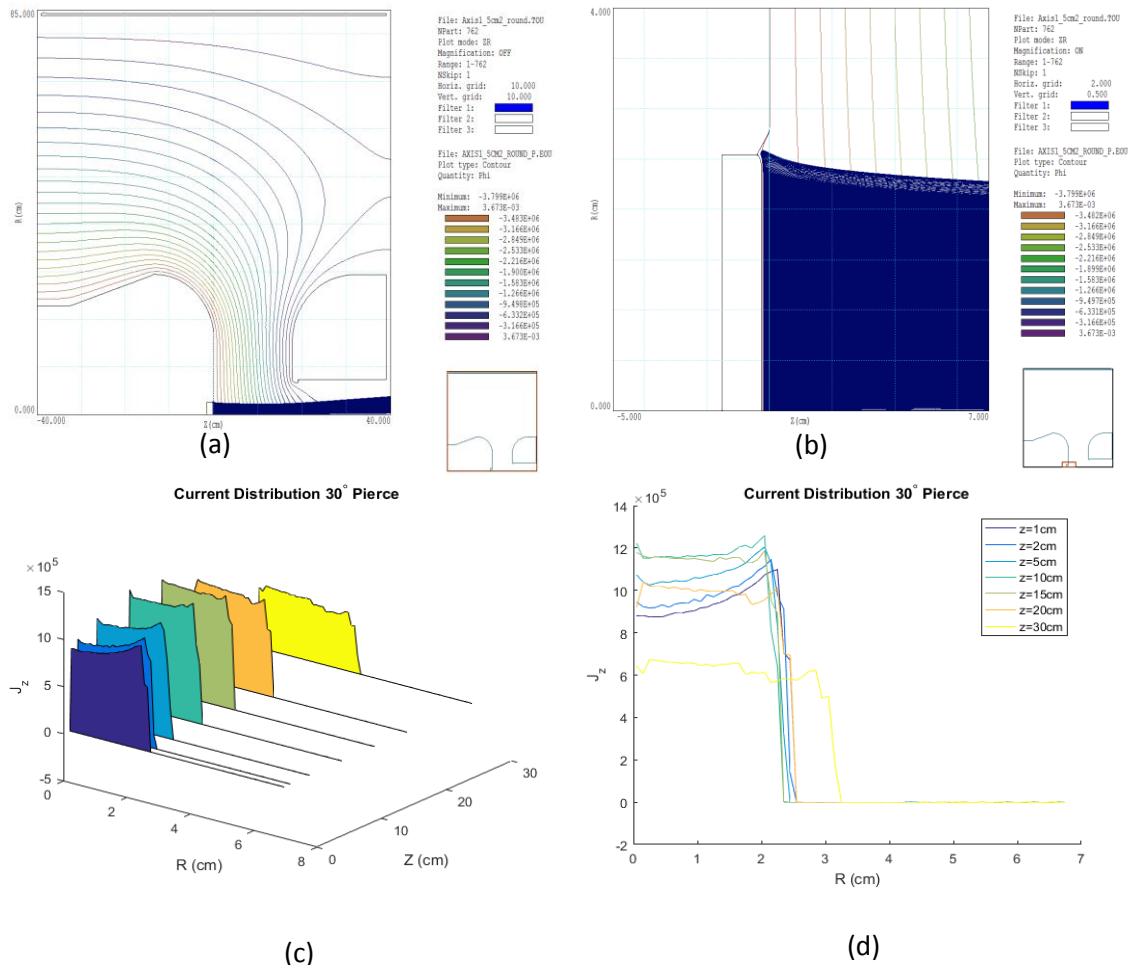 85.000
R(cm)
0.000
-40.000
Z(cm)
40.000
File: Axis1_5cm2_round.TOU
NPart: 762
Plot mode: ZR
Magnification: OFF
Range: 1-762
NSkip: 1
Horiz. grid: 10.000
Vert. grid: 10.000
Filter 1:
Filter 2:
Filter 3:
File: AXIS1_5CM2_ROUND_P.EOU
Plot type: Contour
Quantity: Phi
Minimum: -3.799E+06
Maximum: 3.673E-03
-3.483E+06
-3.166E+06
-2.849E+06
-2.533E+06
-2.216E+06
-1.900E+06
-1.583E+06
-1.266E+06
-9.498E+05
-6.332E+05
-3.166E+05
3.673E-03
(a)
4.000
R(cm)
0.000
-5.000
Z(cm)
7.000
File: Axis1_5cm2_round.TOU
NPart: 762
Plot mode: ZR
Magnification: ON
Range: 1-762
NSkip: 1
Horiz. grid: 2.000
Vert. grid: 0.500
Filter 1:
Filter 2:
Filter 3:
File: AXIS1_5CM2_ROUND_P.EOU
Plot type: Contour
Quantity: Phi
Minimum: -3.799E+06
Maximum: 3.673E-03
-3.482E+06
-3.166E+06
-2.849E+06
-2.533E+06
-2.216E+06
-1.899E+06
-1.583E+06
-1.266E+06
-9.497E+05
-6.331E+05
-3.166E+05
3.673E-03
(b)
Current Distribution 30° Pierce
× 10⁵
15
10
5
0
-5
J_z
0
2
4
6
8
R (cm)
0
10
20
30
Z (cm)
(c)
Current Distribution 30° Pierce
× 10⁵
14
12
10
8
6
4
2
0
-2
J_z
0 1 2 3 4 5 6 7
R (cm)
z=1cm
z=2cm
z=5cm
z=10cm
z=15cm
z=20cm
z=30cm
(d)